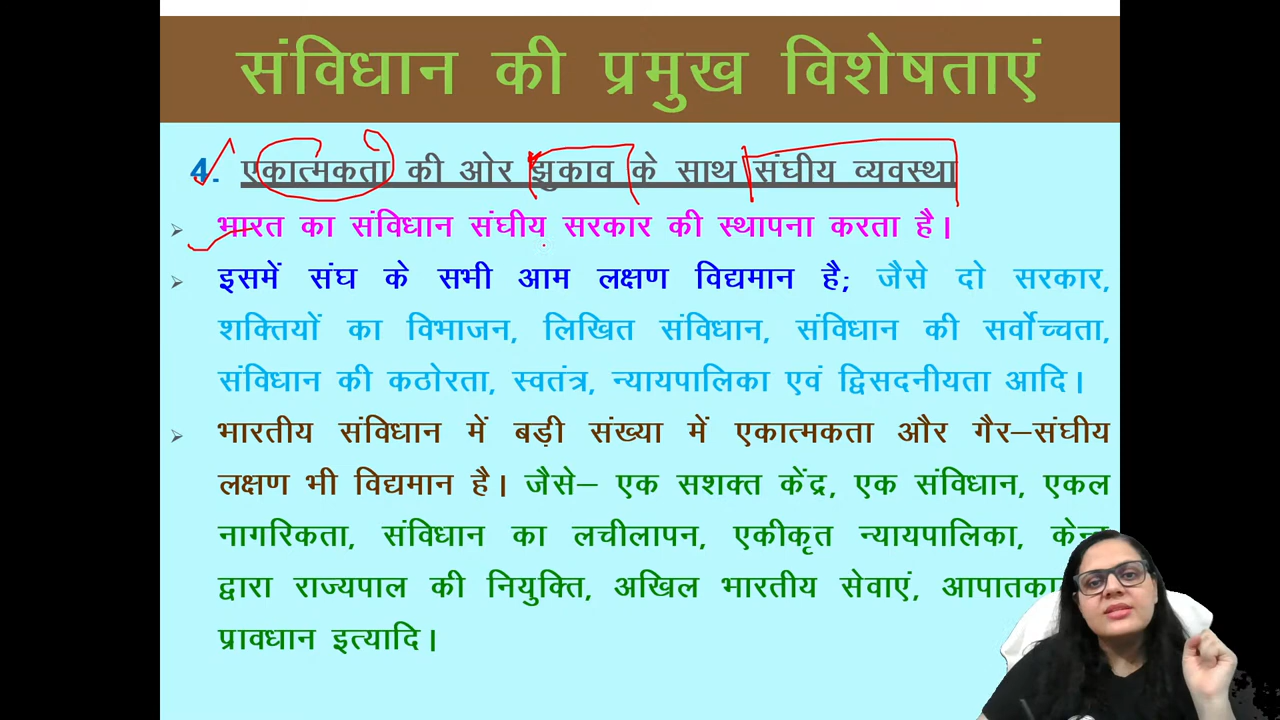 संविधान की प्रमुख विशेषताएं
4. एकात्मकता की ओर झुकाव के साथ संघीय व्यवस्था
➢ भारत का संविधान संघीय सरकार की स्थापना करता है।
➢ इसमें संघ के सभी आम लक्षण विद्यमान है; जैसे दो सरकार,
शक्तियों का विभाजन, लिखित संविधान, संविधान की सर्वोच्चता,
संविधान की कठोरता, स्वतंत्र, न्यायपालिका एवं द्विसदनीयता आदि।
➢ भारतीय संविधान में बड़ी संख्या में एकात्मकता और गैर–संघीय
लक्षण भी विद्यमान है। जैसे– एक सशक्त केंद्र, एक संविधान, एकल
नागरिकता, संविधान का लचीलापन, एकीकृत न्यायपालिका,
द्वारा राज्यपाल की नियुक्ति, अखिल भारतीय सेवाएं,
प्रावधान इत्यादि।